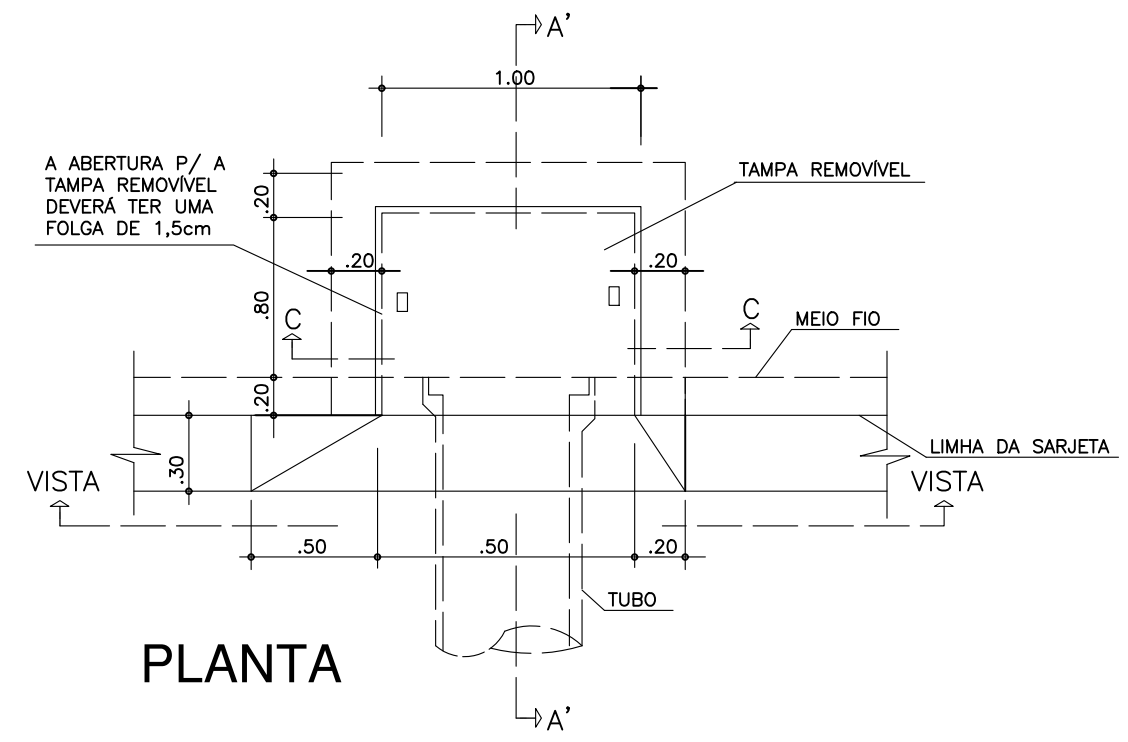 A'
1.00
A ABERTURA P/ A
TAMPA REMOVÍVEL
DEVERÁ TER UMA
FOLGA DE 1,5cm
TAMPA REMOVÍVEL
.20
.20
.20
.80
C
C
MEIO FIO
.20
LIMHA DA SARJETA
.30
VISTA
VISTA
.50
.50
.20
TUBO
PLANTA
A'